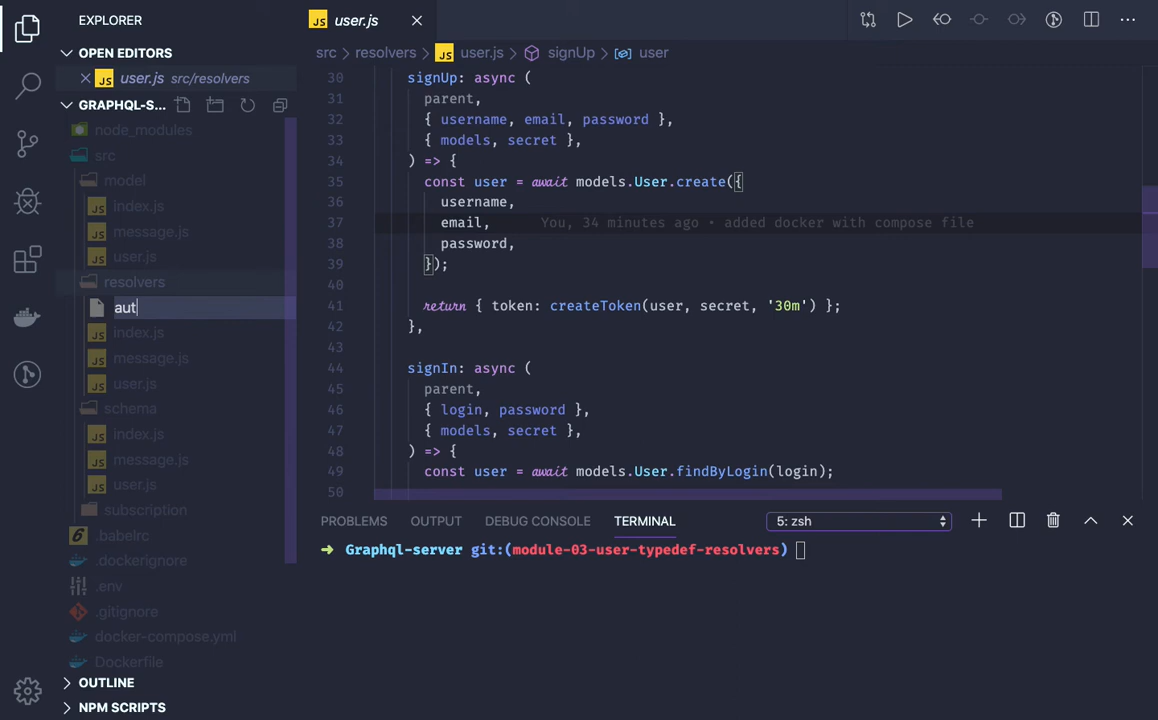 EXPLORER
OPEN EDITORS
JS user.js src/resolvers
GRAPHQL-S...
node_modules
src
model
JS index.js
JS message.js
JS user.js
resolvers
aut
JS index.js
JS message.js
JS user.js
schema
JS index.js
JS message.js
JS user.js
subscription
6 .babelrc
.dockerignore
.env
.gitignore
docker-compose.yml
Dockerfile
OUTLINE
NPM SCRIPTS
JS user.js
src > resolvers > JS user.js > signUp > user
30 signUp: async (
31 parent,
32 { username, email, password },
33 { models, secret },
34 ) => {
35 const user = await models.User.create({
36 username,
37 email, You, 34 minutes ago • added docker with compose file
38 password,
39 });
40
41 return { token: createToken(user, secret, '30m') };
42 },
43
44 signIn: async (
45 parent,
46 { login, password },
47 { models, secret },
48 ) => {
49 const user = await models.User.findByLogin(login);
50
PROBLEMS OUTPUT DEBUG CONSOLE TERMINAL 5: zsh
➜ Graphql-server git:(module-03-user-typedef-resolvers)